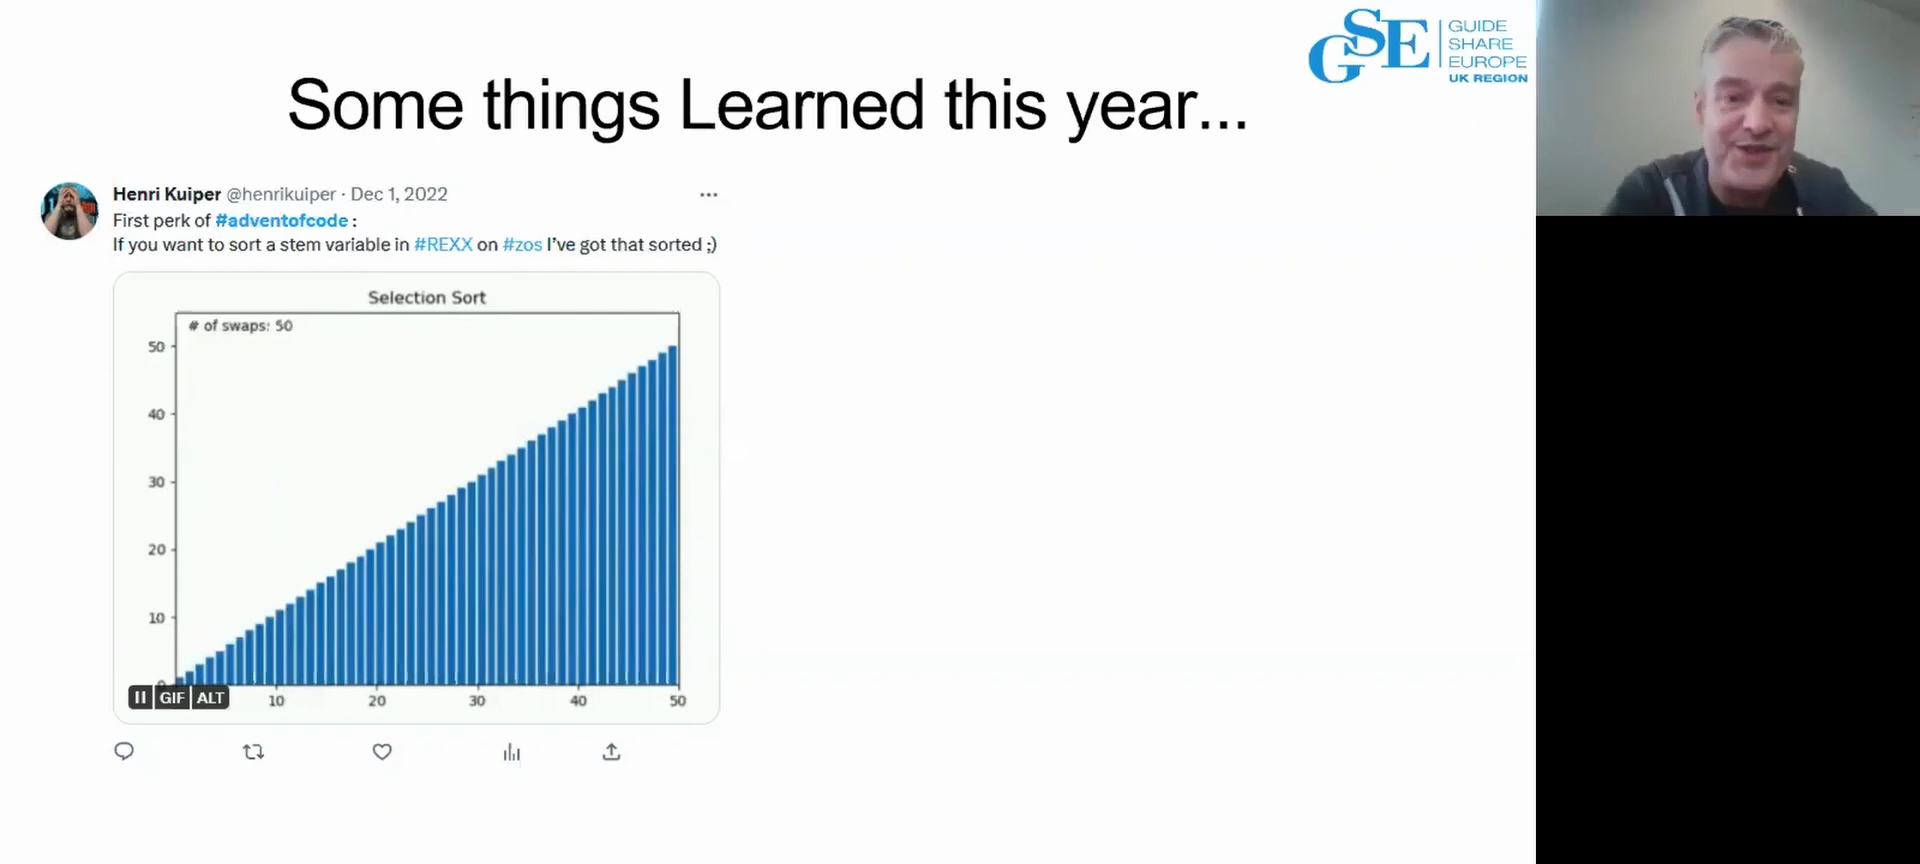 GSE
GUIDE
SHARE
EUROPE
UK REGION
Some things Learned this year...
Henri Kuiper @henrikuiper · Dec 1, 2022
First perk of #adventofcode :
If you want to sort a stem variable in #REXX on #zos I've got that sorted ;)
Selection Sort
# of swaps: 50
50
40
30
20
10
0
GIF ALT
10 20 30 40 50